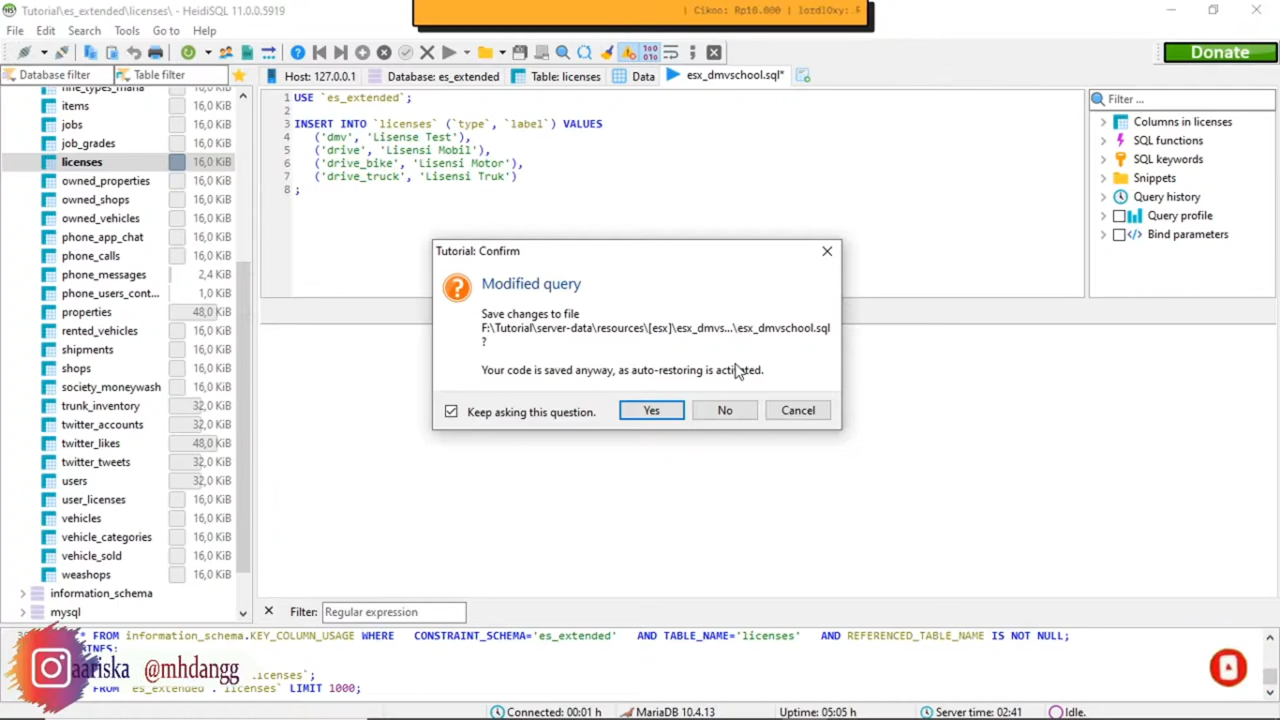 Tutorial\es_extended\licenses\ - HeidiSQL 11.0.0.5919
| Cikoo: Rp10.000 | lordl0xy:
File Edit Search Tools Go to Help
Donate
Database filter
Table filter
Host: 127.0.0.1
Database: es_extended
Table: licenses
Data
esx_dmvschool.sql*
items 16,0 KiB
jobs 16,0 KiB
job_grades 16,0 KiB
licenses 16,0 KiB
owned_properties 16,0 KiB
owned_shops 16,0 KiB
owned_vehicles 16,0 KiB
phone_app_chat 16,0 KiB
phone_calls 16,0 KiB
phone_messages 2,4 KiB
phone_users_cont... 1,0 KiB
properties 48,0 KiB
rented_vehicles 16,0 KiB
shipments 16,0 KiB
shops 16,0 KiB
society_moneywash 16,0 KiB
trunk_inventory 32,0 KiB
twitter_accounts 32,0 KiB
twitter_likes 48,0 KiB
twitter_tweets 32,0 KiB
users 32,0 KiB
user_licenses 16,0 KiB
vehicles 16,0 KiB
vehicle_categories 16,0 KiB
vehicle_sold 16,0 KiB
weashops 16,0 KiB
information_schema
mysql
1 USE `es_extended`;
2
3 INSERT INTO `licenses` (`type`, `label`) VALUES
4 ('dmv', 'Lisense Test'),
5 ('drive', 'Lisensi Mobil'),
6 ('drive_bike', 'Lisensi Motor'),
7 ('drive_truck', 'Lisensi Truk')
8 ;
Filter ...
Columns in licenses
SQL functions
SQL keywords
Snippets
Query history
Query profile
Bind parameters
Tutorial: Confirm
Modified query
Save changes to file
F:\Tutorial\server-data\resources\[esx]\esx_dmvs...\esx_dmvschool.sql
?
Your code is saved anyway, as auto-restoring is activated.
Keep asking this question.
Yes
No
Cancel
Filter: Regular expression
* FROM information_schema.KEY_COLUMN_USAGE WHERE CONSTRAINT_SCHEMA='es_extended' AND TABLE_NAME='licenses' AND REFERENCED_TABLE_NAME IS NOT NULL;
.icenses`;
FROM `es_extended`.`licenses` LIMIT 1000;
aariska @mhdangg
Connected: 00:01 h
MariaDB 10.4.13
Uptime: 05:05 h
Server time: 02:41
Idle.